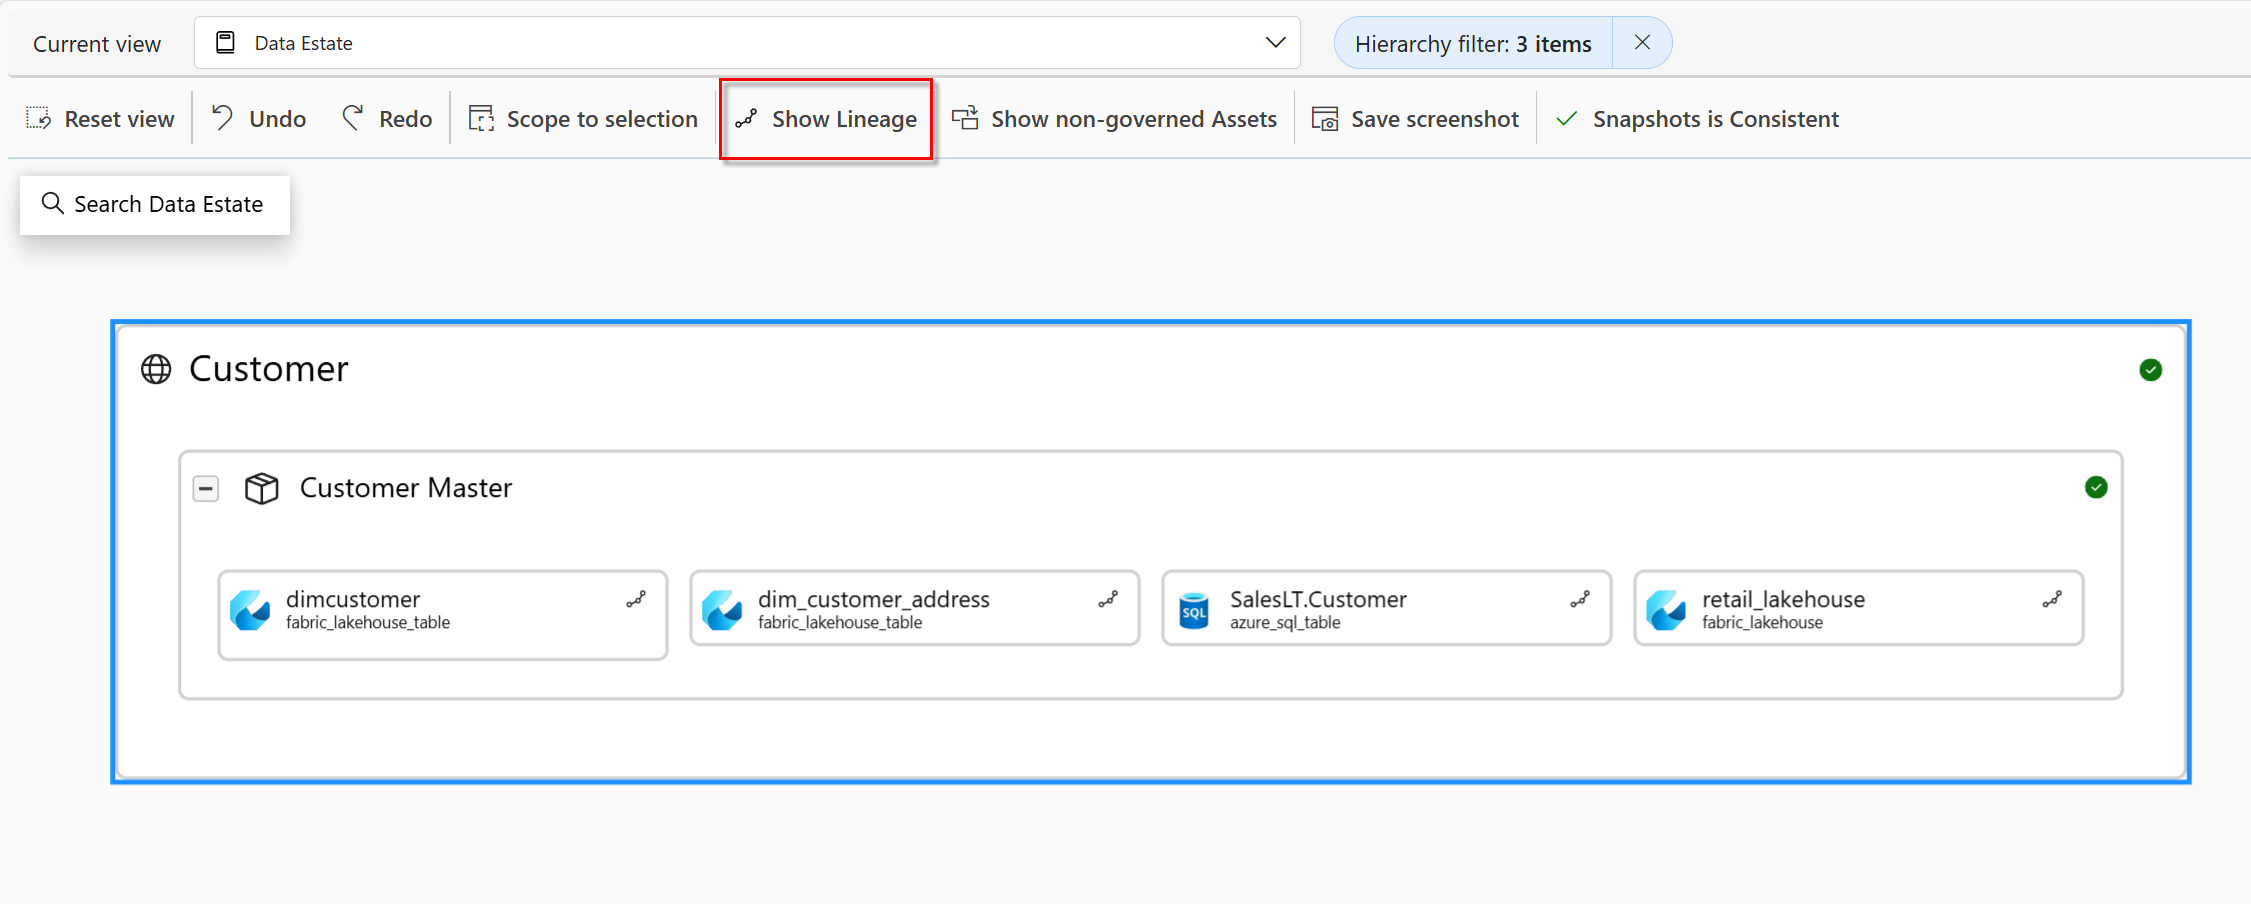 Current view
Data Estate
Hierarchy filter: 3 items
Reset view
Undo
Redo
Scope to selection
Show Lineage
Show non-governed Assets
Save screenshot
Snapshots is Consistent
Search Data Estate
Customer
Customer Master
dimcustomer
fabric_lakehouse_table
dim_customer_address
fabric_lakehouse_table
SQL
SalesLT.Customer
azure_sql_table
retail_lakehouse
fabric_lakehouse